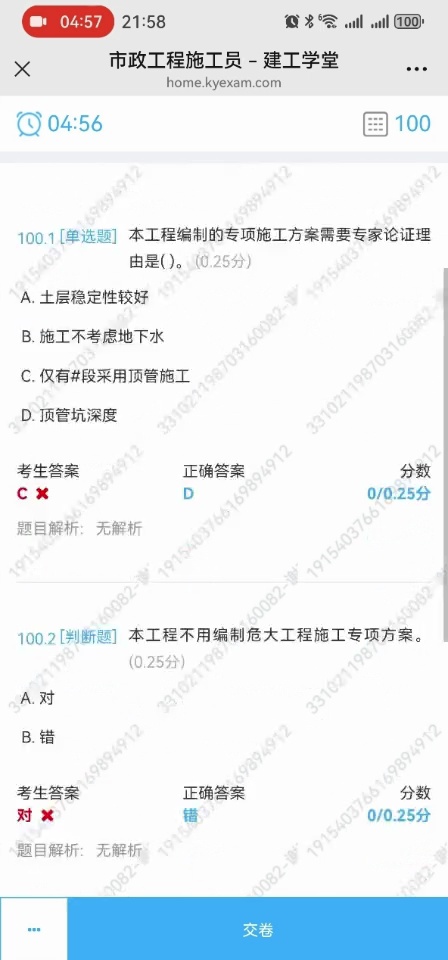 04:57 21:58 100
市政工程施工员 – 建工学堂
home.kyexam.com
04:56 100
100.1 [单选题] 本工程编制的专项施工方案需要专家论证理
由是( )。 (0.25分)
A. 土层稳定性较好
B. 施工不考虑地下水
C. 仅有#段采用顶管施工
D. 顶管坑深度
考生答案 正确答案 分数
C D 0/0.25分
题目解析: 无解析
100.2 [判断题] 本工程不用编制危大工程施工专项方案。
(0.25分)
A. 对
B. 错
考生答案 正确答案 分数
对 错 0/0.25分
题目解析: 无解析
交卷